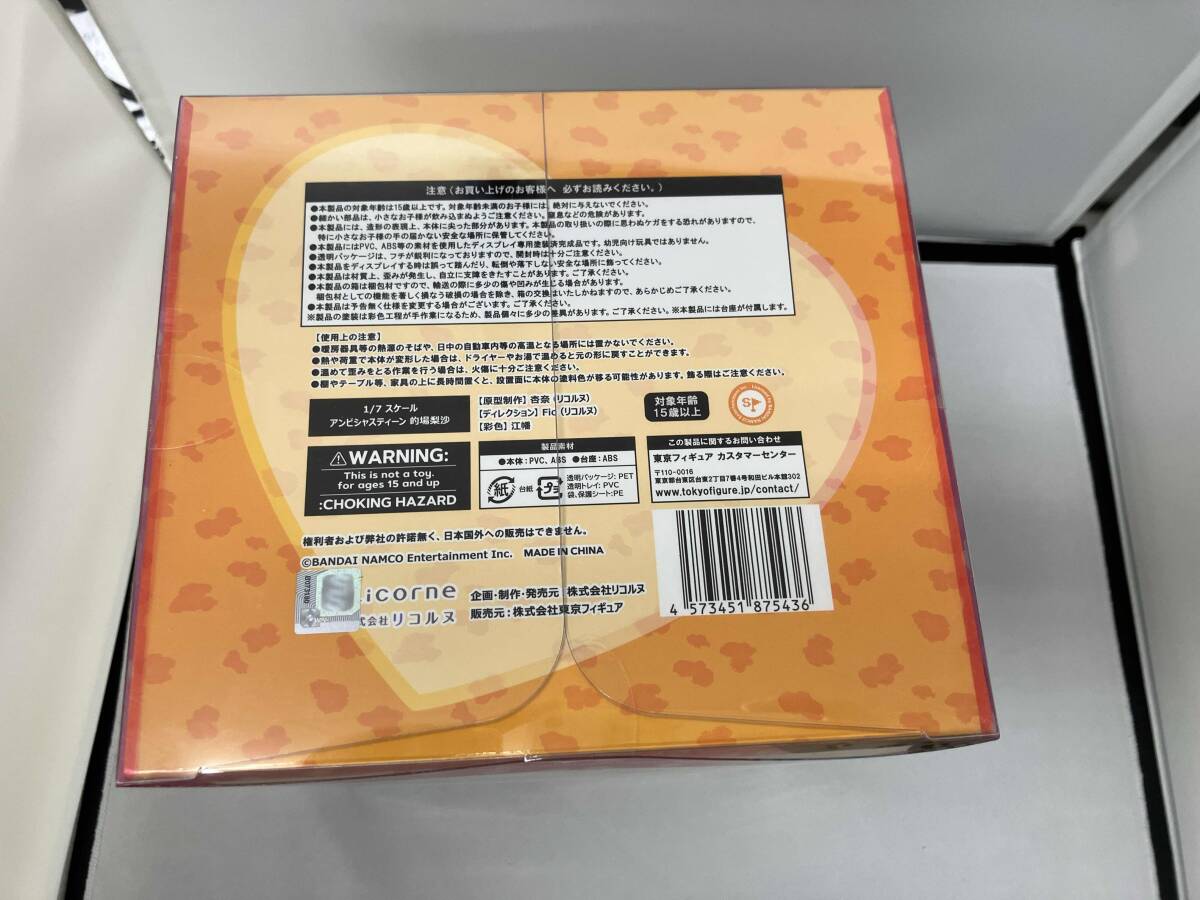 注意(お買い上げのお客様へ 必ずお読みください。)
●本製品の対象年齢は15歳以上です。対象年齢未満のお子様には、絶対に与えないでください。
●細かい部品は、小さなお子様が飲み込まぬようご注意ください。窒息などの危険があります。
●本製品には、造形の表現上、本体に尖った部分があります。本製品の取り扱いの際に思わぬケガをする恐れがありますので、
特に小さなお子様の手の届かない安全な場所に保管してください。
●本製品にはPVC、ABS等の素材を使用したディスプレイ専用塗装済完成品です。幼児向け玩具ではありません。
●透明パッケージは、フチが鋭利になっておりますので、開封時は十分ご注意ください。
●本製品をディスプレイする時は誤って踏んだり、転倒や落下しない安全な場所に飾ってください。
●本製品は材質上、歪みが発生し、自立に支障をきたすことがあります。ご了承ください。
●本製品の箱は梱包材ですので、輸送の際に多少の傷や凹みが生じる場合があります。
梱包材としての機能を著しく損なう破損の場合を除き、箱の交換はいたしかねますので、あらかじめご了承ください。
●本製品は予告無く仕様を変更する場合がございます。ご了承ください。
※製品の塗装は彩色工程が手作業になるため、製品個々に多少の差異があります。ご了承ください。※本製品には台座が付属します。
【使用上の注意】
●暖房器具等の熱源のそばや、日中の自動車内等の高温となる場所には置かないでください。
●熱や荷重で本体が変形した場合は、ドライヤーやお湯で温めると元の形に戻すことができます。
●温めて歪みをとる作業を行う場合は、火傷に十分ご注意ください。
●棚やテーブル等、家具の上に長時間置くと、設置面に本体の塗料色が移る可能性があります。飾る際はご注意ください。
1/7 スケール
アンビシャスティーン 的場梨沙
【原型制作】杏奈(リコルヌ)
【ディレクション】Fio(リコルヌ)
【彩色】江幡
対象年齢
15歳以上
⚠WARNING:
This is not a toy.
for ages 15 and up
:CHOKING HAZARD
製品素材
●本体:PVC、ABS ●台座:ABS
紙 台紙 プラ
透明パッケージ:PET
透明トレイ:PVC
袋、保護シート:PE
この製品に関するお問い合わせ
東京フィギュア カスタマーセンター
〒110-0016
東京都台東区台東2丁目7番4号和田ビル本館302
www.tokyofigure.jp/contact/
権利者および弊社の許諾無く、日本国外への販売はできません。
©BANDAI NAMCO Entertainment Inc. MADE IN CHINA
icorne
式会社リコルヌ
企画・制作・発売元:株式会社リコルヌ
販売元:株式会社東京フィギュア
4 573451 875436